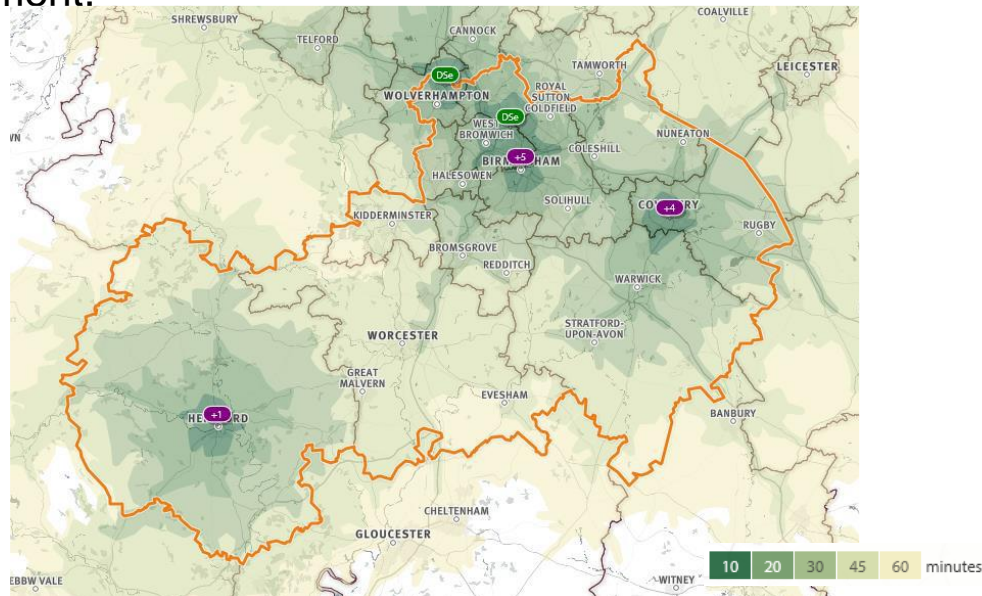 SHREWSBURY
COALVILLE
CANNOCK
TELFORD
TAMWORTH
LEICESTER
DSe
WOLVERHAMPTON
ROYAL
SUTTON
COLDFIELD
DSe
WEST
BROMWICH
NUNEATON
COLESHILL
+5
HALESOWEN
SOLIHULL
+4
KIDDERMINSTER
RUGBY
BROMSGROVE
REDDITCH
WARWICK
STRATFORD-
UPON-AVON
WORCESTER
GREAT
MALVERN
EVESHAM
BANBURY
+1
CHELTENHAM
GLOUCESTER
EBBW VALE
WITNEY
10 20 30 45 60 minutes